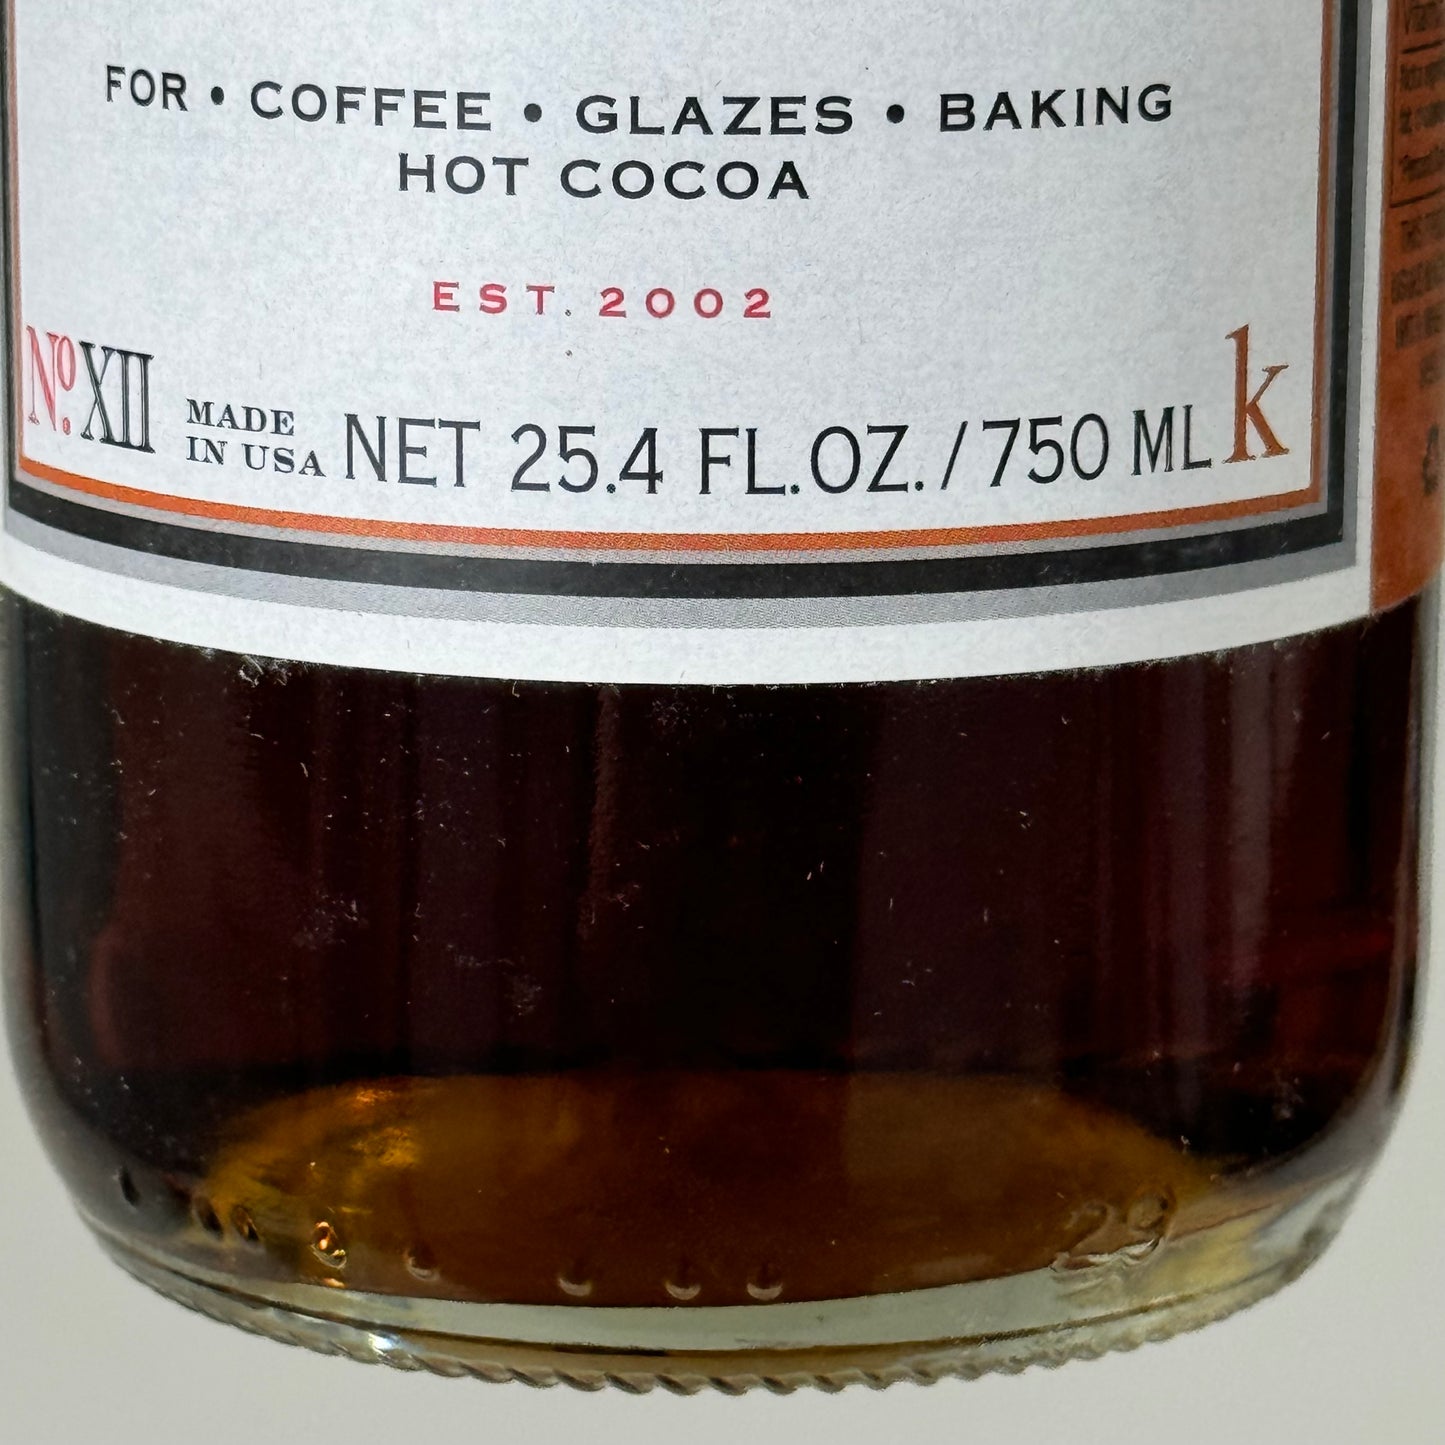 FOR • COFFEE • GLAZES • BAKING
HOT COCOA
EST. 2002
Nº. XII
MADE
IN USA
NET 25.4 FL.OZ. / 750 ML
k
29